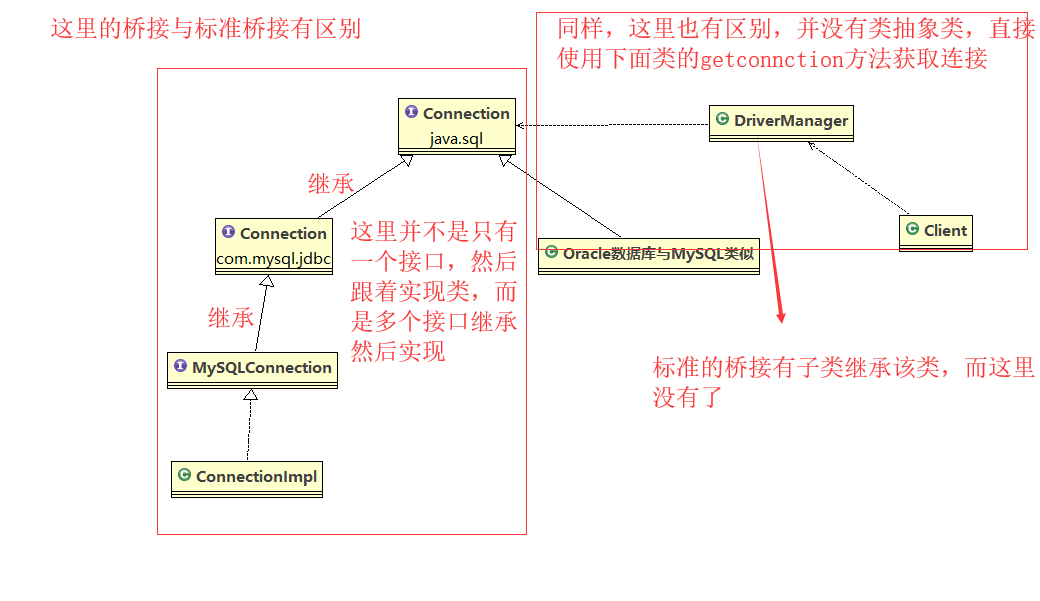 这里的桥接与标准桥接有区别
同样，这里也有区别，并没有类抽象类，直接
使用下面类的getconnction方法获取连接
I Connection
java.sql
C DriverManager
继承
I Connection
com.mysql.jdbc
这里并不是只有
一个接口，然后
跟着实现类，而
是多个接口继承
然后实现
C Oracle数据库与MySQL类似
C Client
继承
I MySQLConnection
标准的桥接有子类继承该类，而这里
没有了
C ConnectionImpl